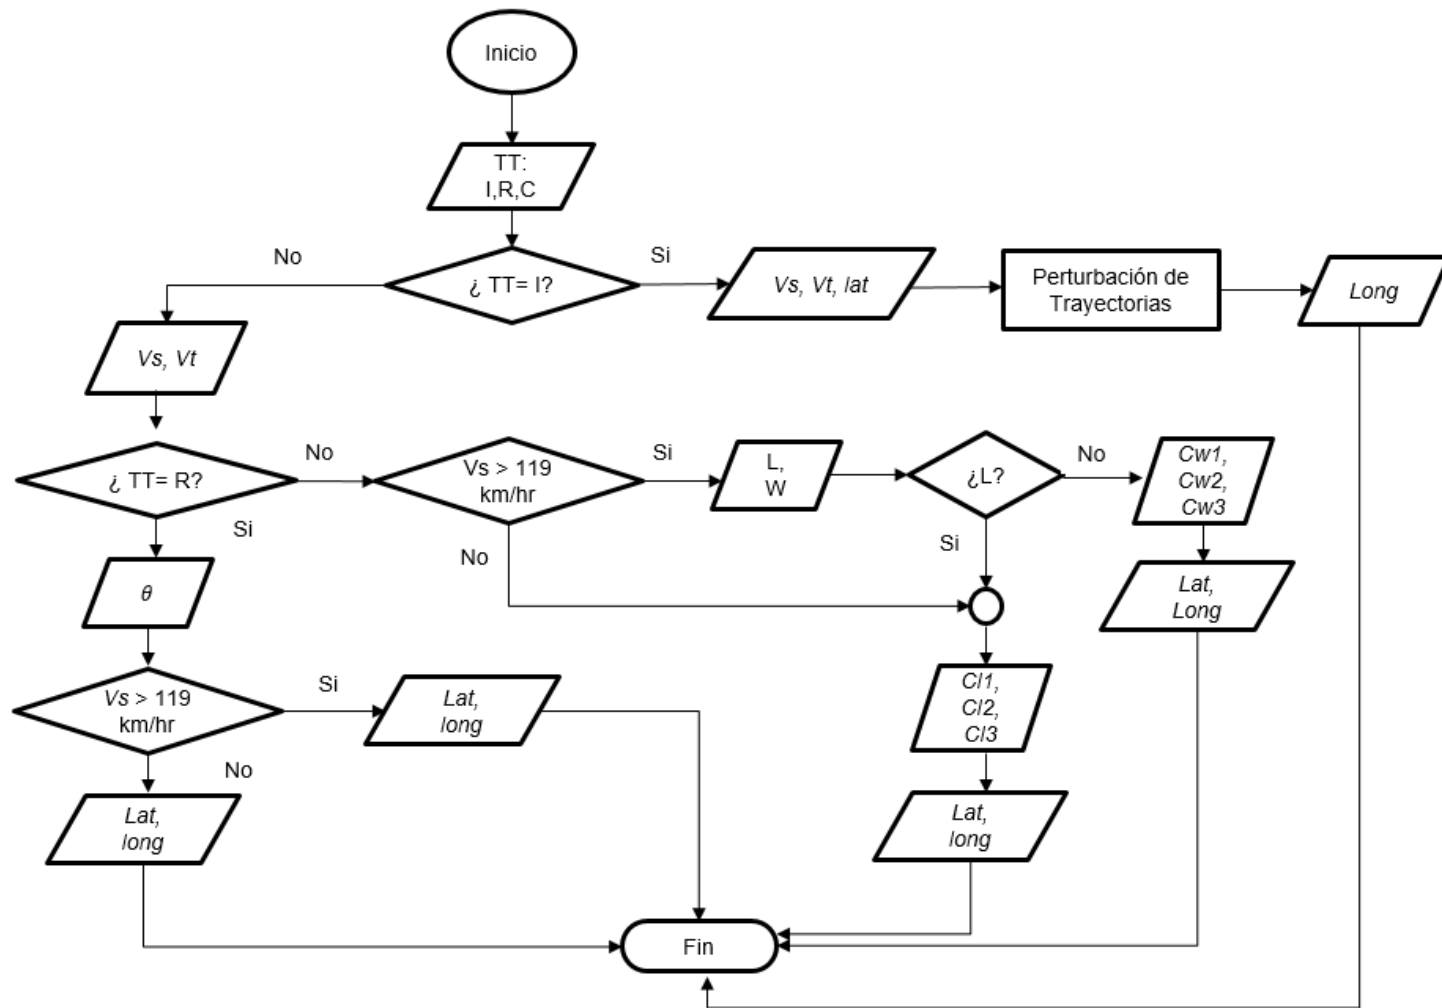 Inicio
TT:
I,R,C
No
Si
¿ TT= I?
Vs, Vt, lat
Perturbación de
Trayectorias
Long
Vs, Vt
¿ TT= R?
No
Vs > 119
km/hr
Si
L,
W
¿L?
No
Cw1,
Cw2,
Cw3
Si
No
Si
θ
Lat,
Long
Vs > 119
km/hr
Si
Lat,
long
Cl1,
Cl2,
Cl3
No
Lat,
long
Lat,
long
Fin